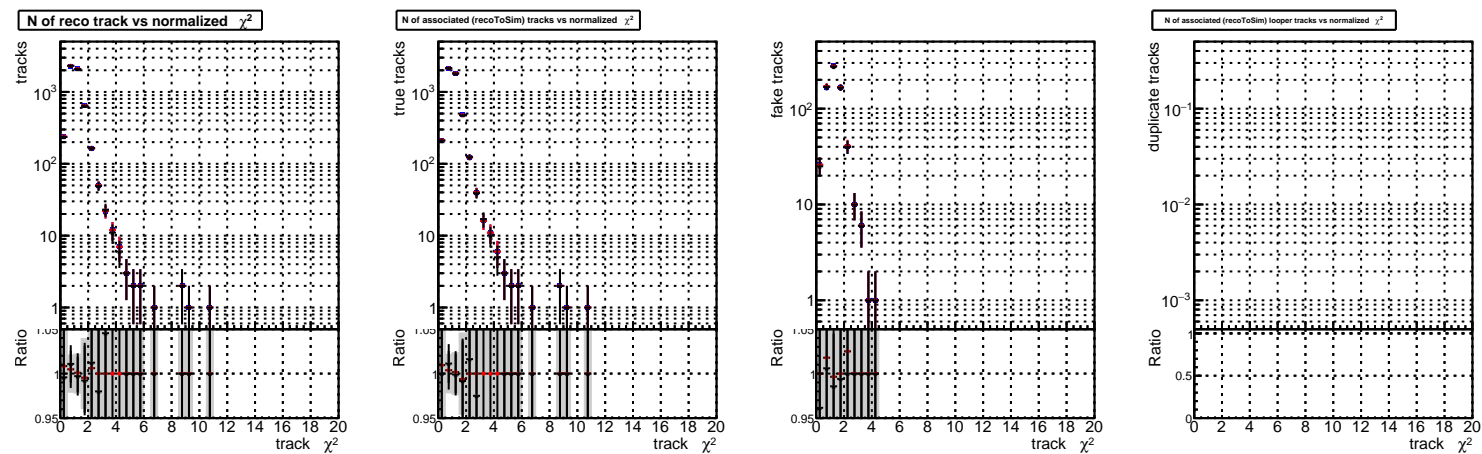 N of reco track vs normalized χ²
tracks
10³
10²
10
1
Ratio
1.05
1
0.95
0 2 4 6 8 10 12 14 16 18 20
track χ²
N of associated (recoToSim) tracks vs normalized χ²
true tracks
10³
10²
10
1
Ratio
1.05
1
0.95
0 2 4 6 8 10 12 14 16 18 20
track χ²
fake tracks
10²
10
1
Ratio
1.05
1
0.95
0 2 4 6 8 10 12 14 16 18 20
track χ²
N of associated (recoToSim) looper tracks vs normalized χ²
duplicate tracks
10⁻¹
10⁻²
10⁻³
Ratio
1
0.5
0
0 2 4 6 8 10 12 14 16 18 20
track χ²